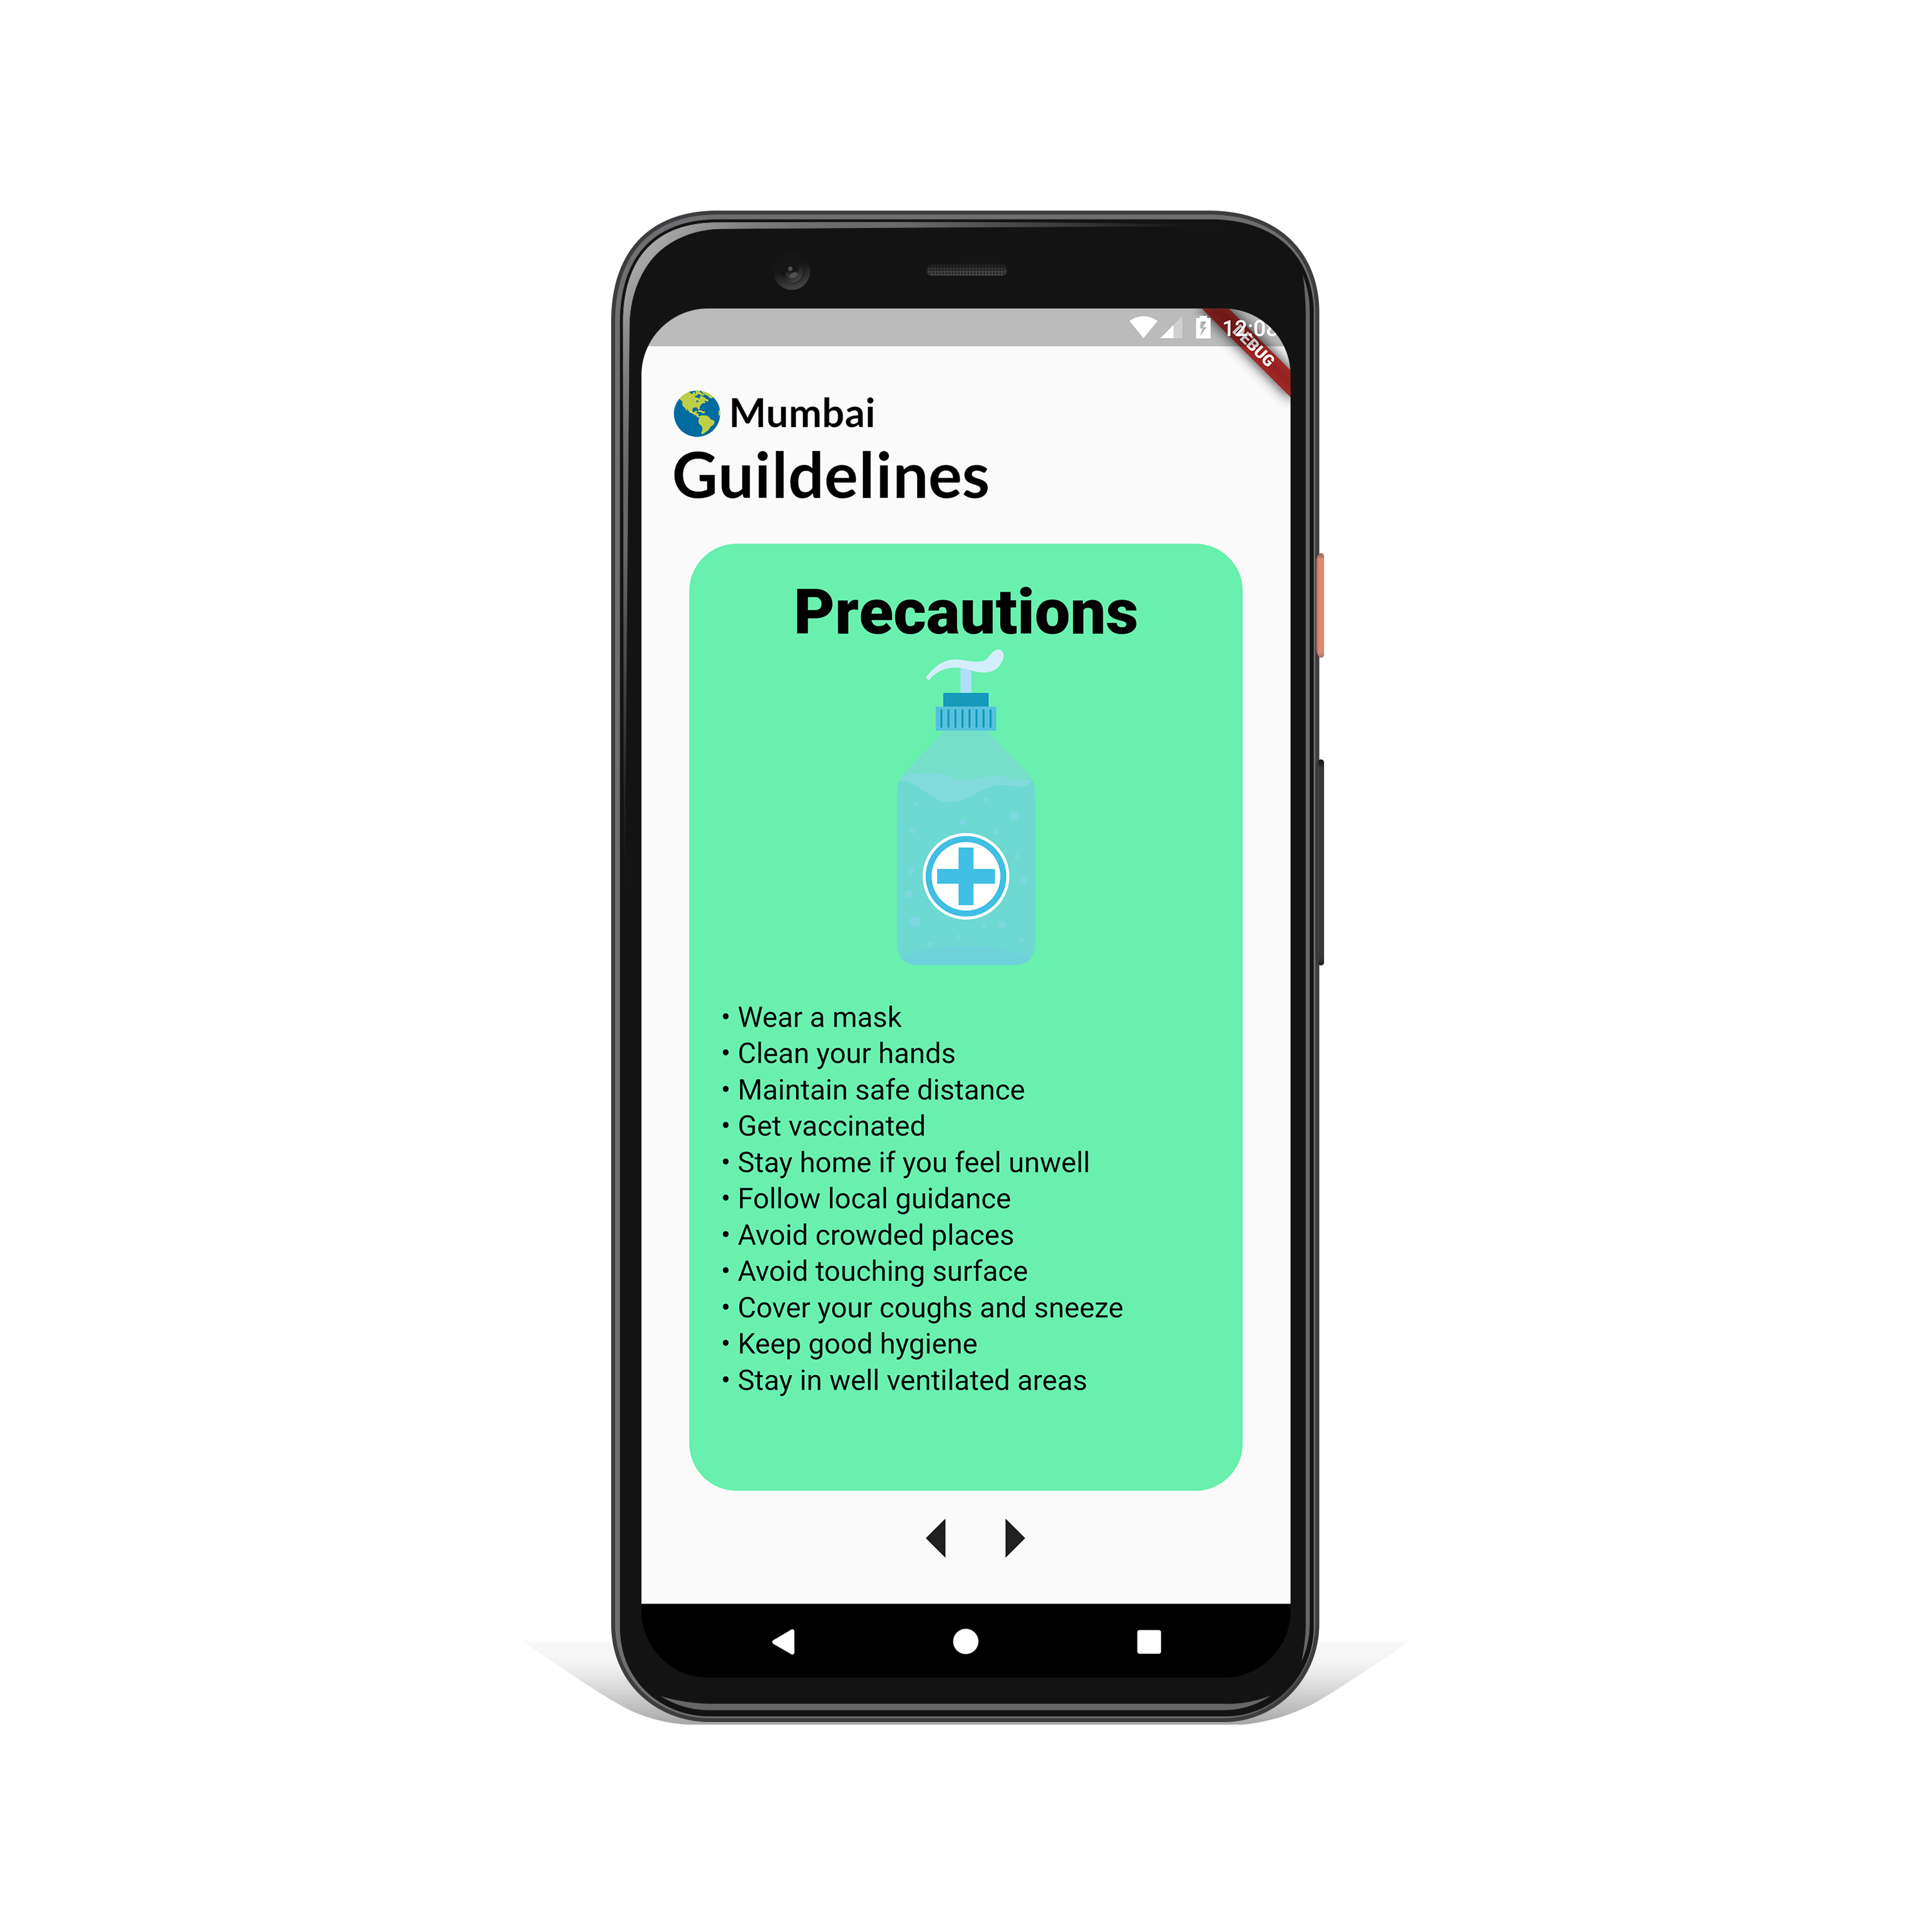 12:08
DEBUG
Mumbai
Guildelines
Precautions
• Wear a mask
• Clean your hands
• Maintain safe distance
• Get vaccinated
• Stay home if you feel unwell
• Follow local guidance
• Avoid crowded places
• Avoid touching surface
• Cover your coughs and sneeze
• Keep good hygiene
• Stay in well ventilated areas